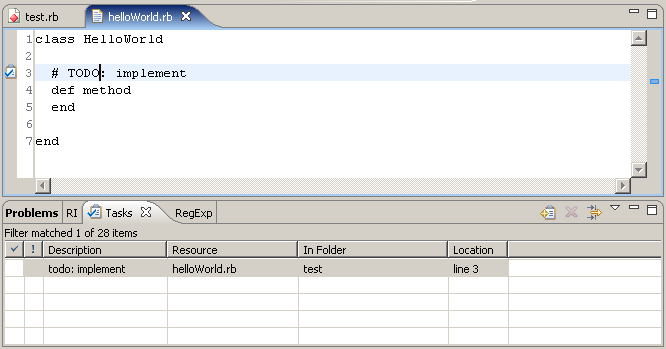 test.rb helloWorld.rb
1 class HelloWorld
2
3 # TODO: implement
4 def method
5 end
6
7 end
Problems RI Tasks RegExp
Filter matched 1 of 28 items
! Description Resource In Folder Location
todo: implement helloWorld.rb test line 3